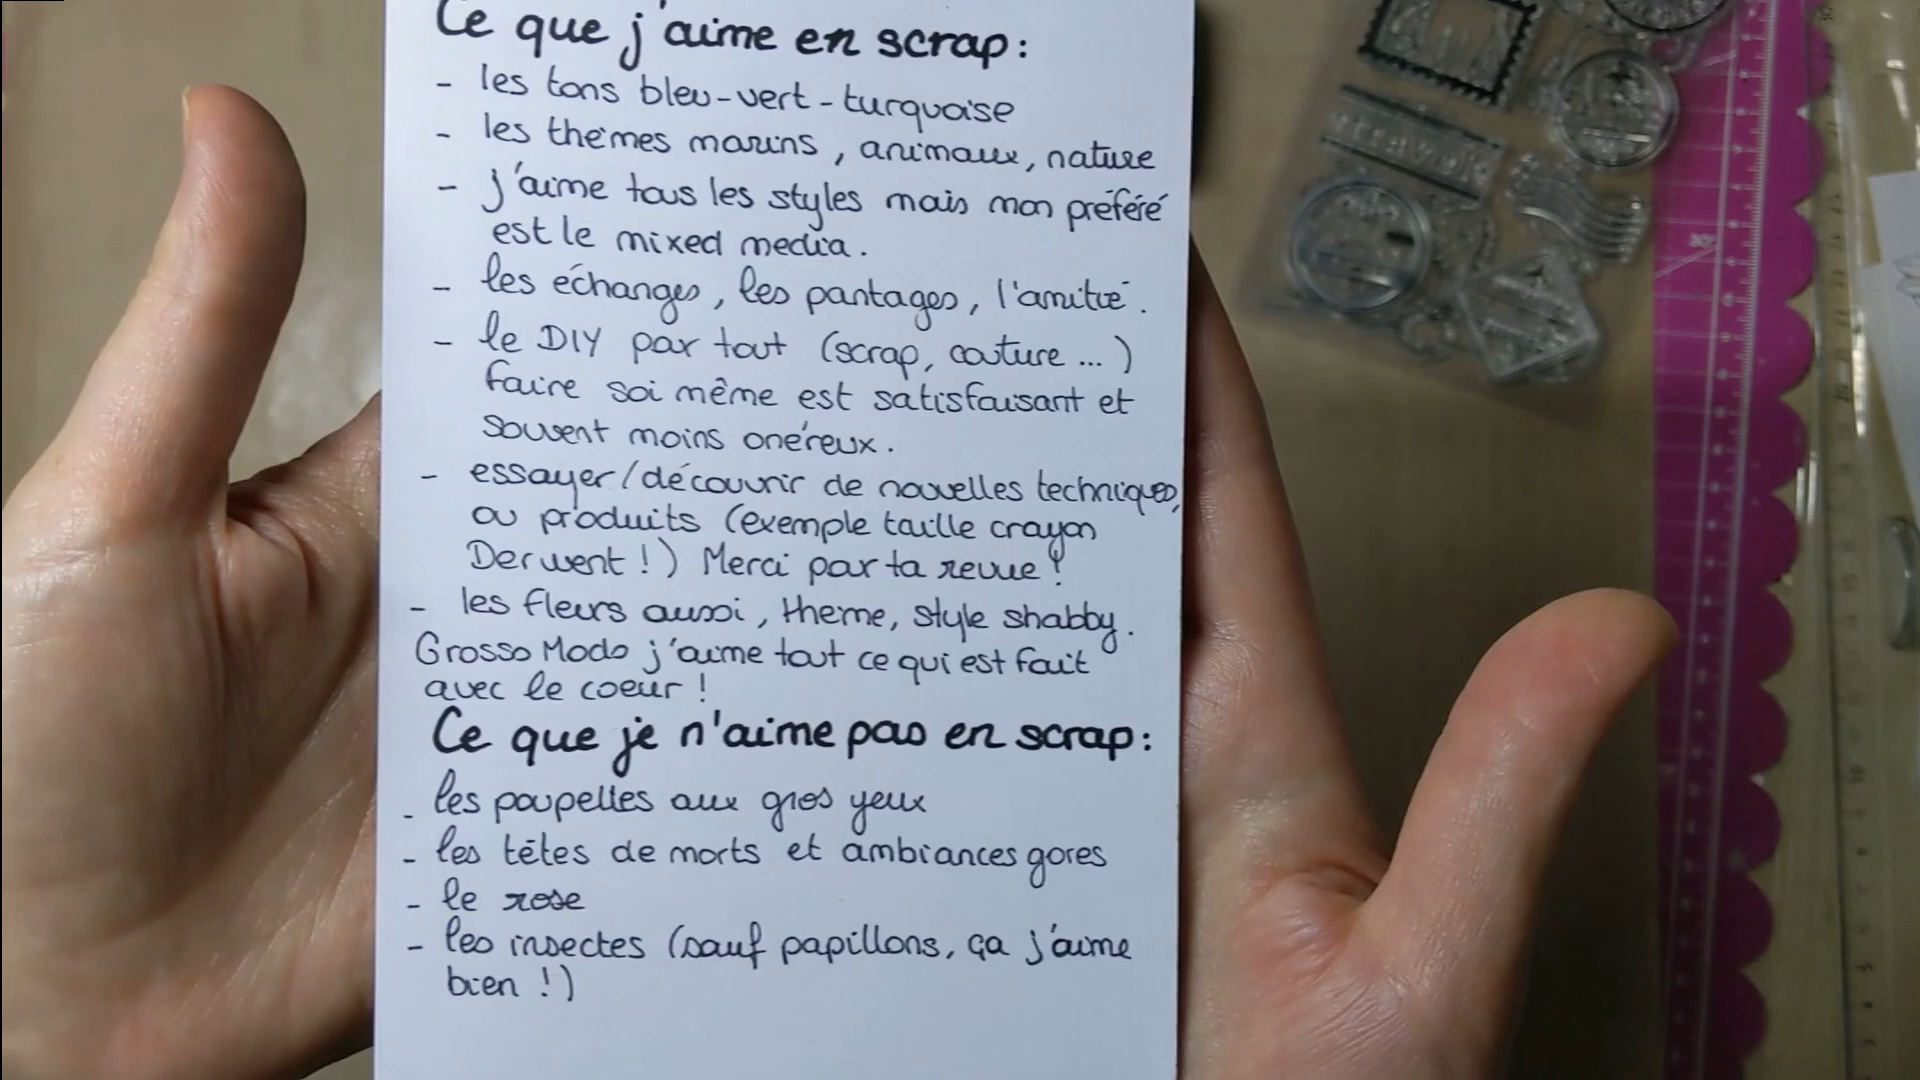 Ce que j'aime en scrap :
- les tons bleu-vert-turquoise
- les thèmes marins, animaux, nature
- j'aime tous les styles mais mon préféré
est le mixed media.
- les échanges, les partages, l'amitié.
- le DIY par tout (scrap, couture ... )
faire soi même est satisfaisant et
souvent moins onéreux.
- essayer/découvrir de nouvelles techniques,
ou produits (exemple taille crayon
Derwent !) Merci par ta revue !
- les fleurs aussi, theme, style shabby.
Grosso Modo j'aime tout ce qui est fait
avec le coeur !
Ce que je n'aime pas en scrap :
- les poupelles aux gros yeux
- les têtes de morts et ambiances gores
- le rose
- les insectes (sauf papillons, ça j'aime
bien !)